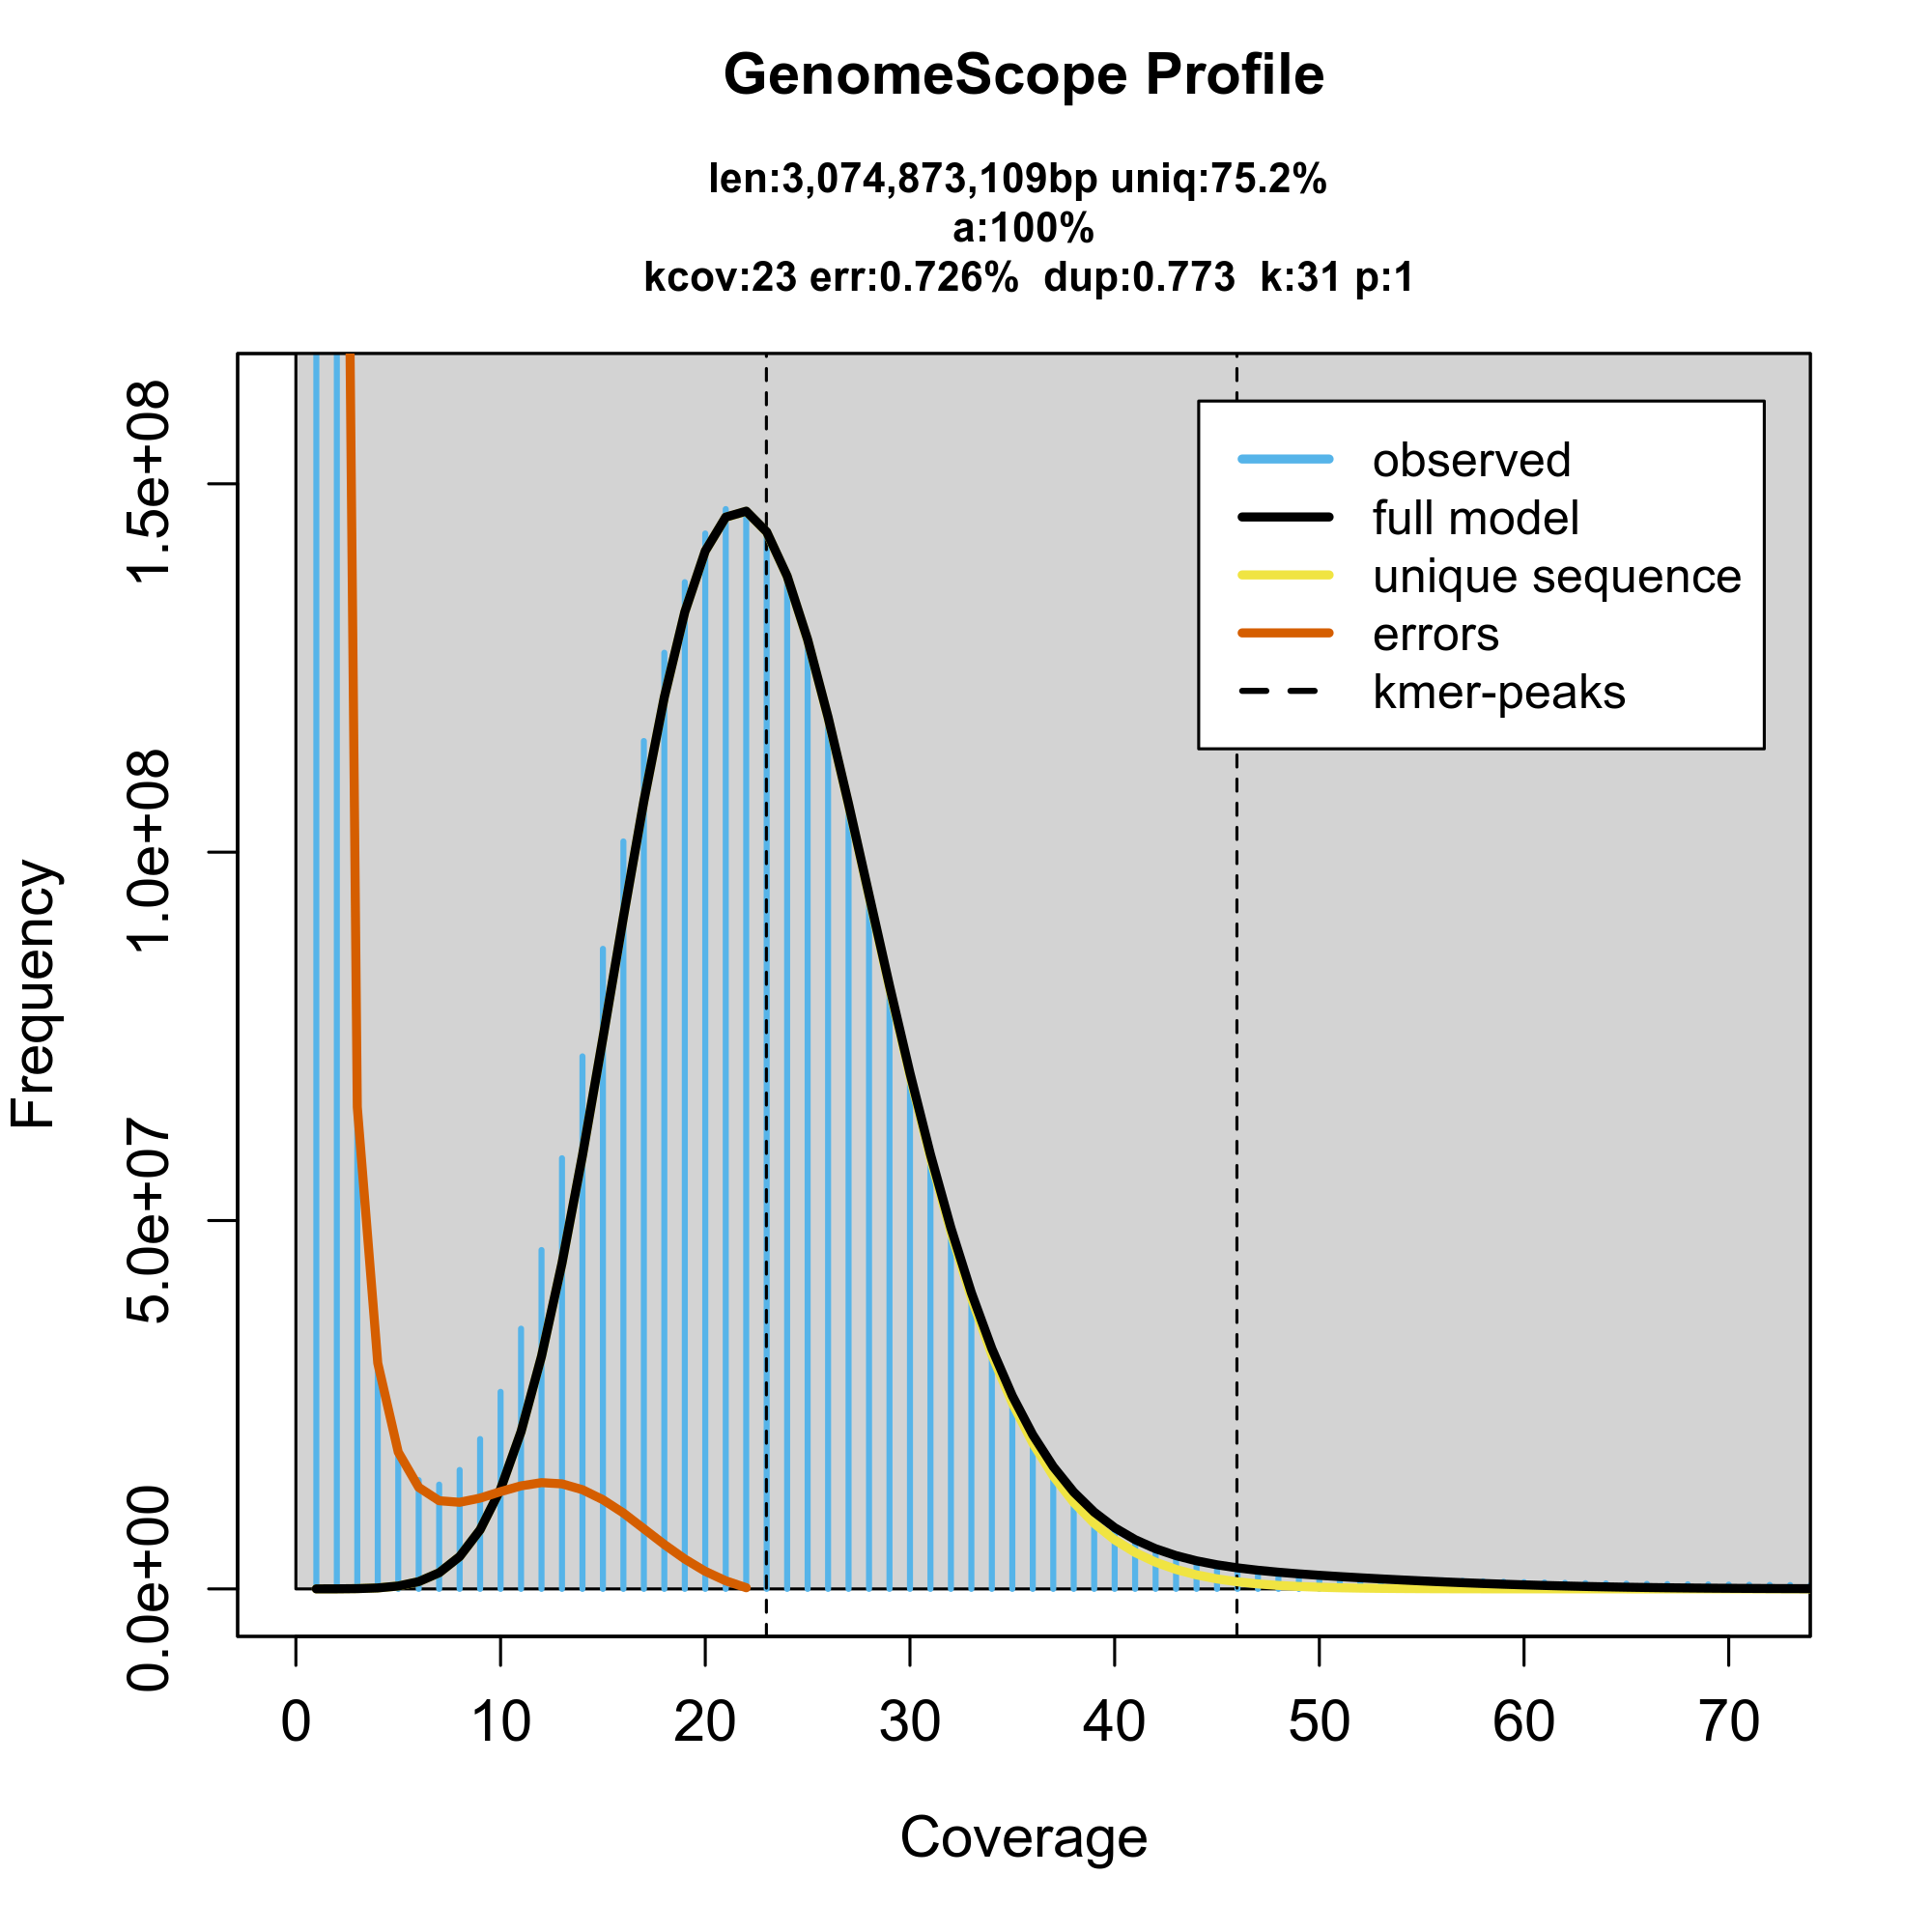 GenomeScope Profile
len:3,074,873,109bp uniq:75.2%
a:100%
kcov:23 err:0.726%  dup:0.773  k:31 p:1
observed
full model
unique sequence
errors
kmer-peaks
Frequency
1.5e+08
1.0e+08
5.0e+07
0.0e+00
0 10 20 30 40 50 60 70
Coverage